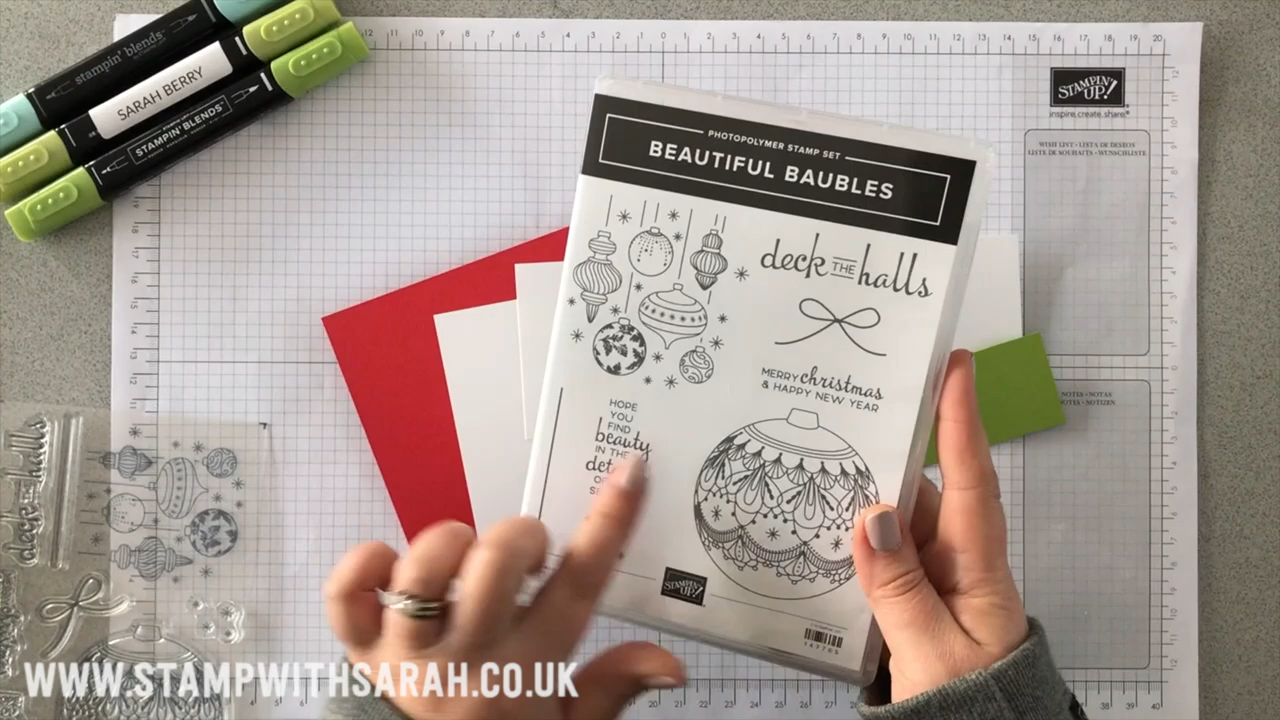 stampin' blends
SARAH BERRY
STAMPIN' BLENDS
STAMPIN' UP!
inspire.create.share.
WISH LIST • LISTA DE DESEOS
LISTE DE SOUHAITS • WUNSCHLISTE
PHOTOPOLYMER STAMP SET
BEAUTIFUL BAUBLES
deck THE halls
MERRY christmas
& HAPPY NEW YEAR
HOPE
YOU
FIND
beauty
IN THE
STAMPIN' UP!
147705
NOTES • NOTAS
NOTES • NOTIZEN
deck the halls
WWW.STAMPWITHSARAH.CO.UK